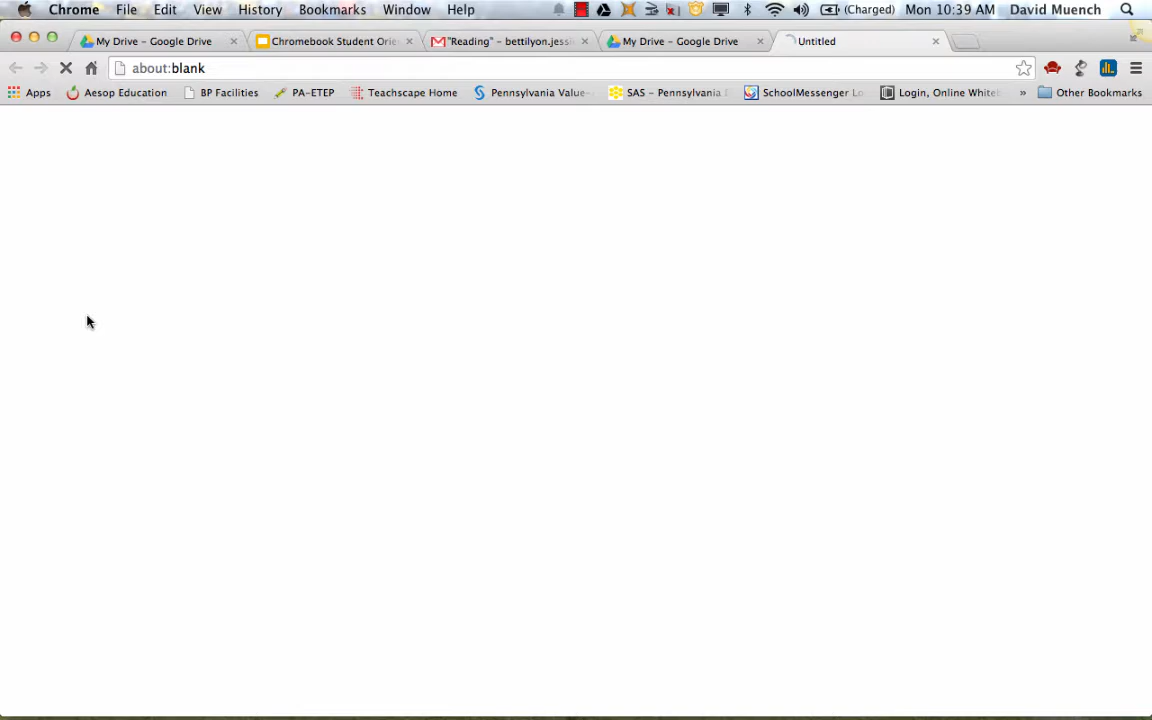 Chrome File Edit View History Bookmarks Window Help (Charged) Mon 10:39 AM David Muench
My Drive – Google Drive Chromebook Student Orie "Reading" – bettilyon.jessi My Drive – Google Drive Untitled
about:blank
Apps Aesop Education BP Facilities PA-ETEP Teachscape Home Pennsylvania Value- SAS – Pennsylvania SchoolMessenger Lo Login, Online Whiteb » Other Bookmarks